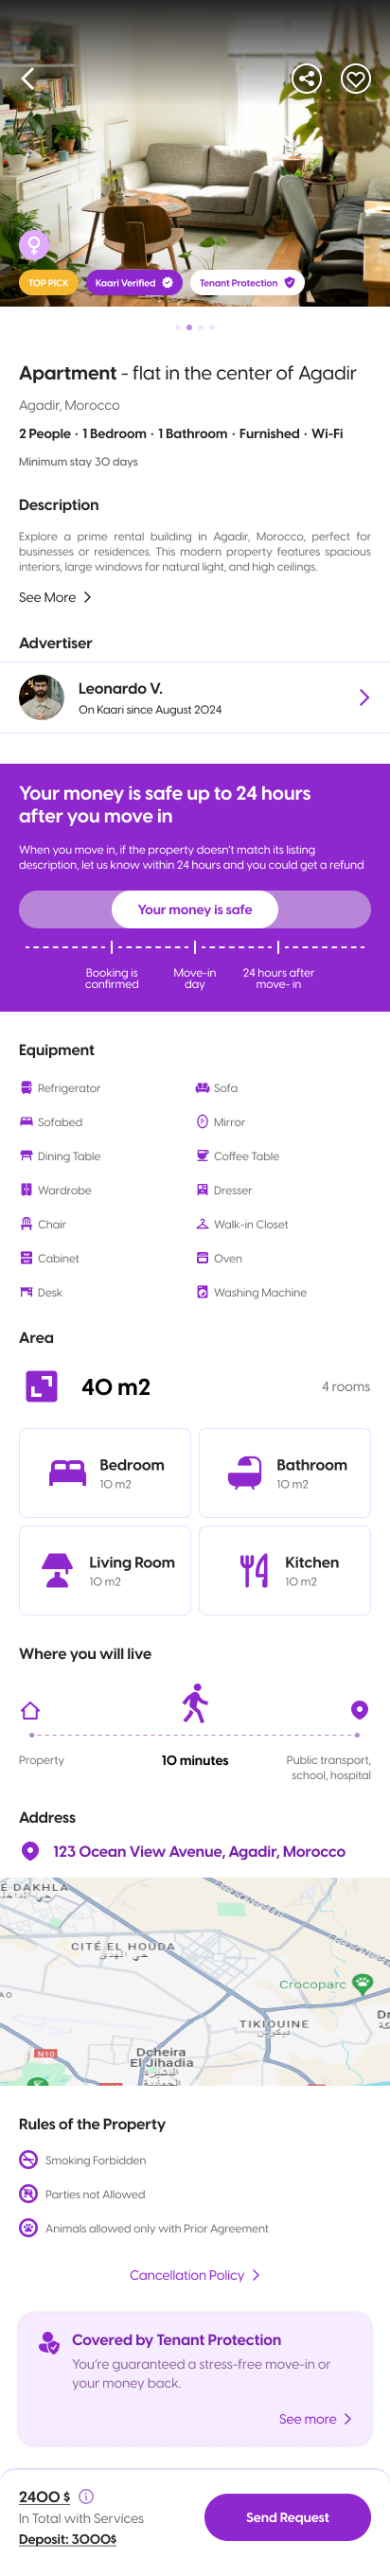 TOP PICK
Kaari Verified
Tenant Protection
Apartment - flat in the center of Agadir
Agadir, Morocco
2 People · 1 Bedroom · 1 Bathroom · Furnished · Wi-Fi
Minimum stay 30 days
Description
Explore a prime rental building in Agadir, Morocco, perfect for
businesses or residences. This modern property features spacious
interiors, large windows for natural light, and high ceilings.
See More
Advertiser
Leonardo V.
On Kaari since August 2024
Your money is safe up to 24 hours
after you move in
When you move in, if the property doesn't match its listing
description, let us know within 24 hours and you could get a refund
Your money is safe
Booking is
confirmed
Move-in
day
24 hours after
move- in
Equipment
Refrigerator
Sofa
Sofabed
Mirror
Dining Table
Coffee Table
Wardrobe
Dresser
Chair
Walk-in Closet
Cabinet
Oven
Desk
Washing Machine
Area
40 m2
4 rooms
Bedroom
10 m2
Bathroom
10 m2
Living Room
10 m2
Kitchen
10 m2
Where you will live
Property
10 minutes
Public transport,
school, hospital
Address
123 Ocean View Avenue, Agadir, Morocco
É DAKHLA
CITÉ EL HOUDA
حي الهدى
Crocoparc
TIKIOUINE
تيكوين
N10
Dcheira
El Jihadia
الدشيرة
الجهادية
Rules of the Property
Smoking Forbidden
Parties not Allowed
Animals allowed only with Prior Agreement
Cancellation Policy
Covered by Tenant Protection
You're guaranteed a stress-free move-in or
your money back.
See more
2400 $
In Total with Services
Deposit: 3000$
Send Request